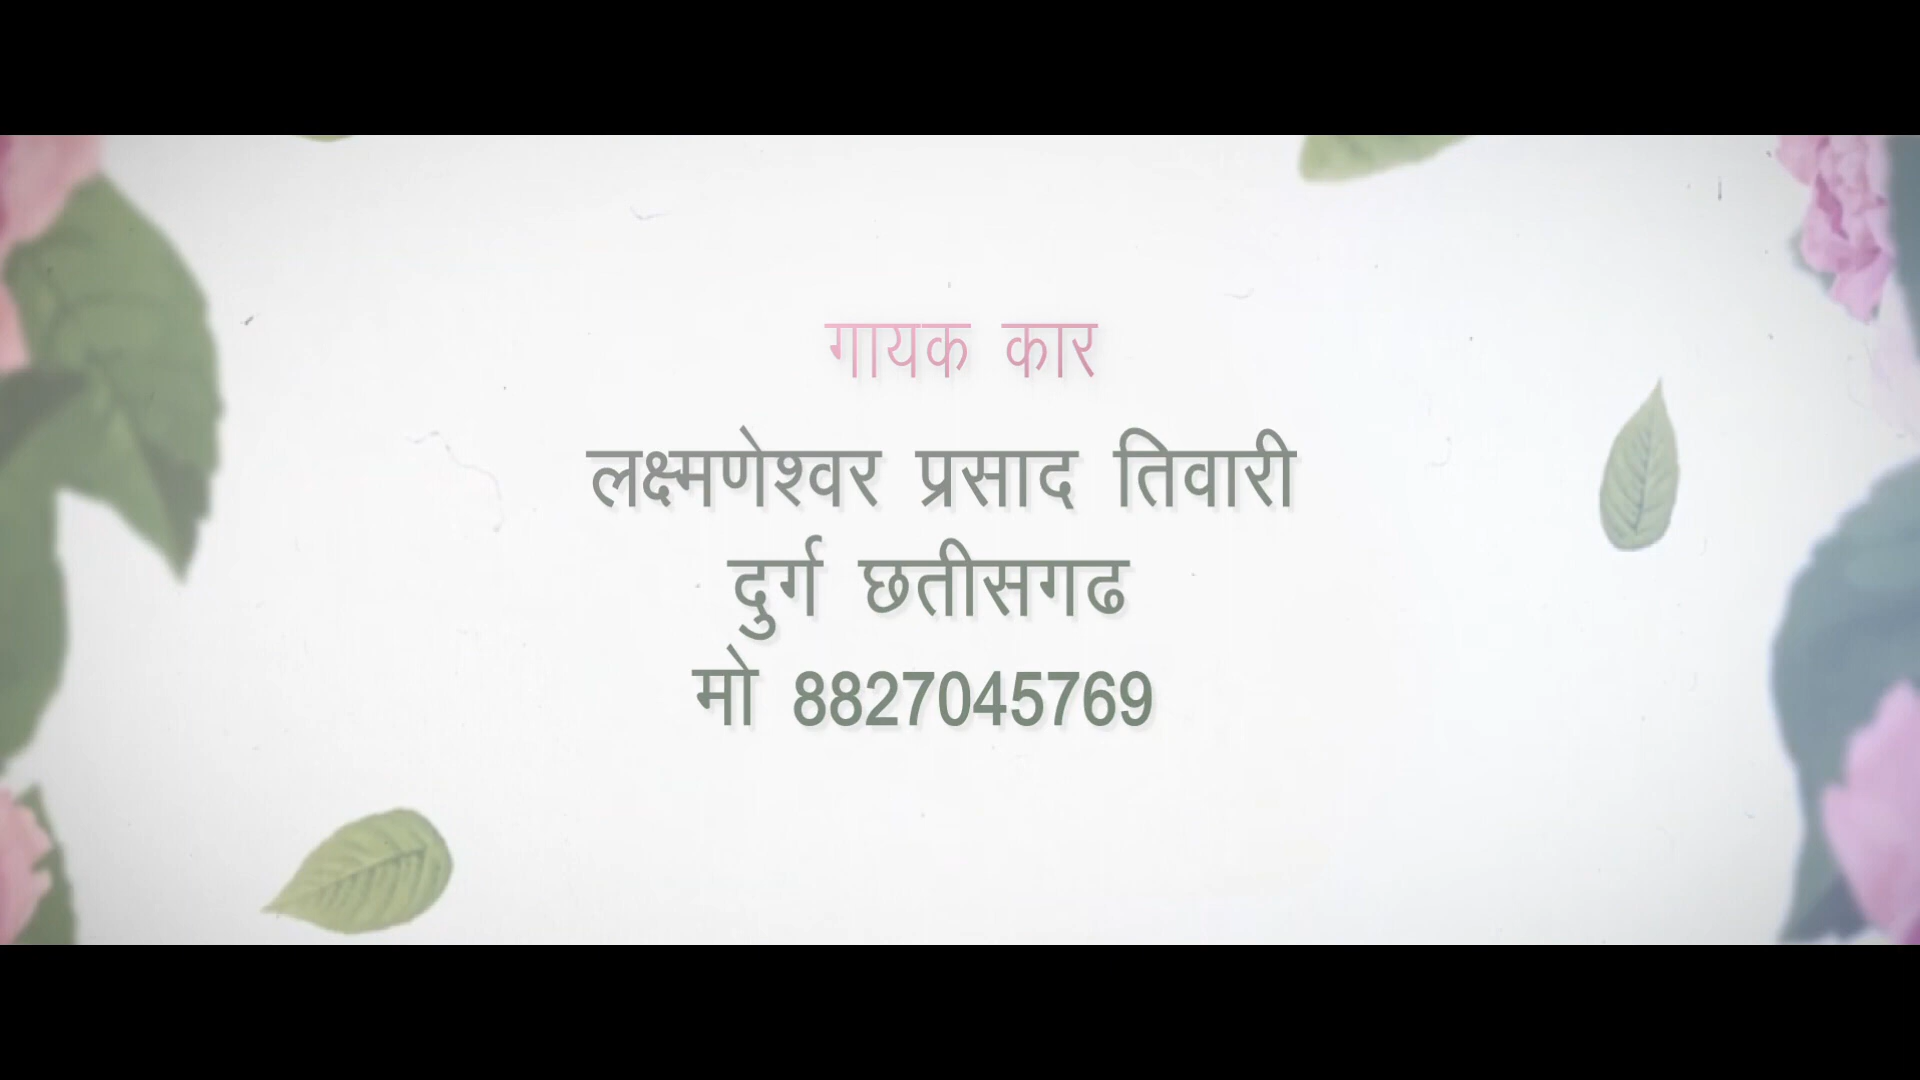 गायक कार
लक्ष्मणेश्वर प्रसाद तिवारी
दुर्ग छतीसगढ
मो 8827045769